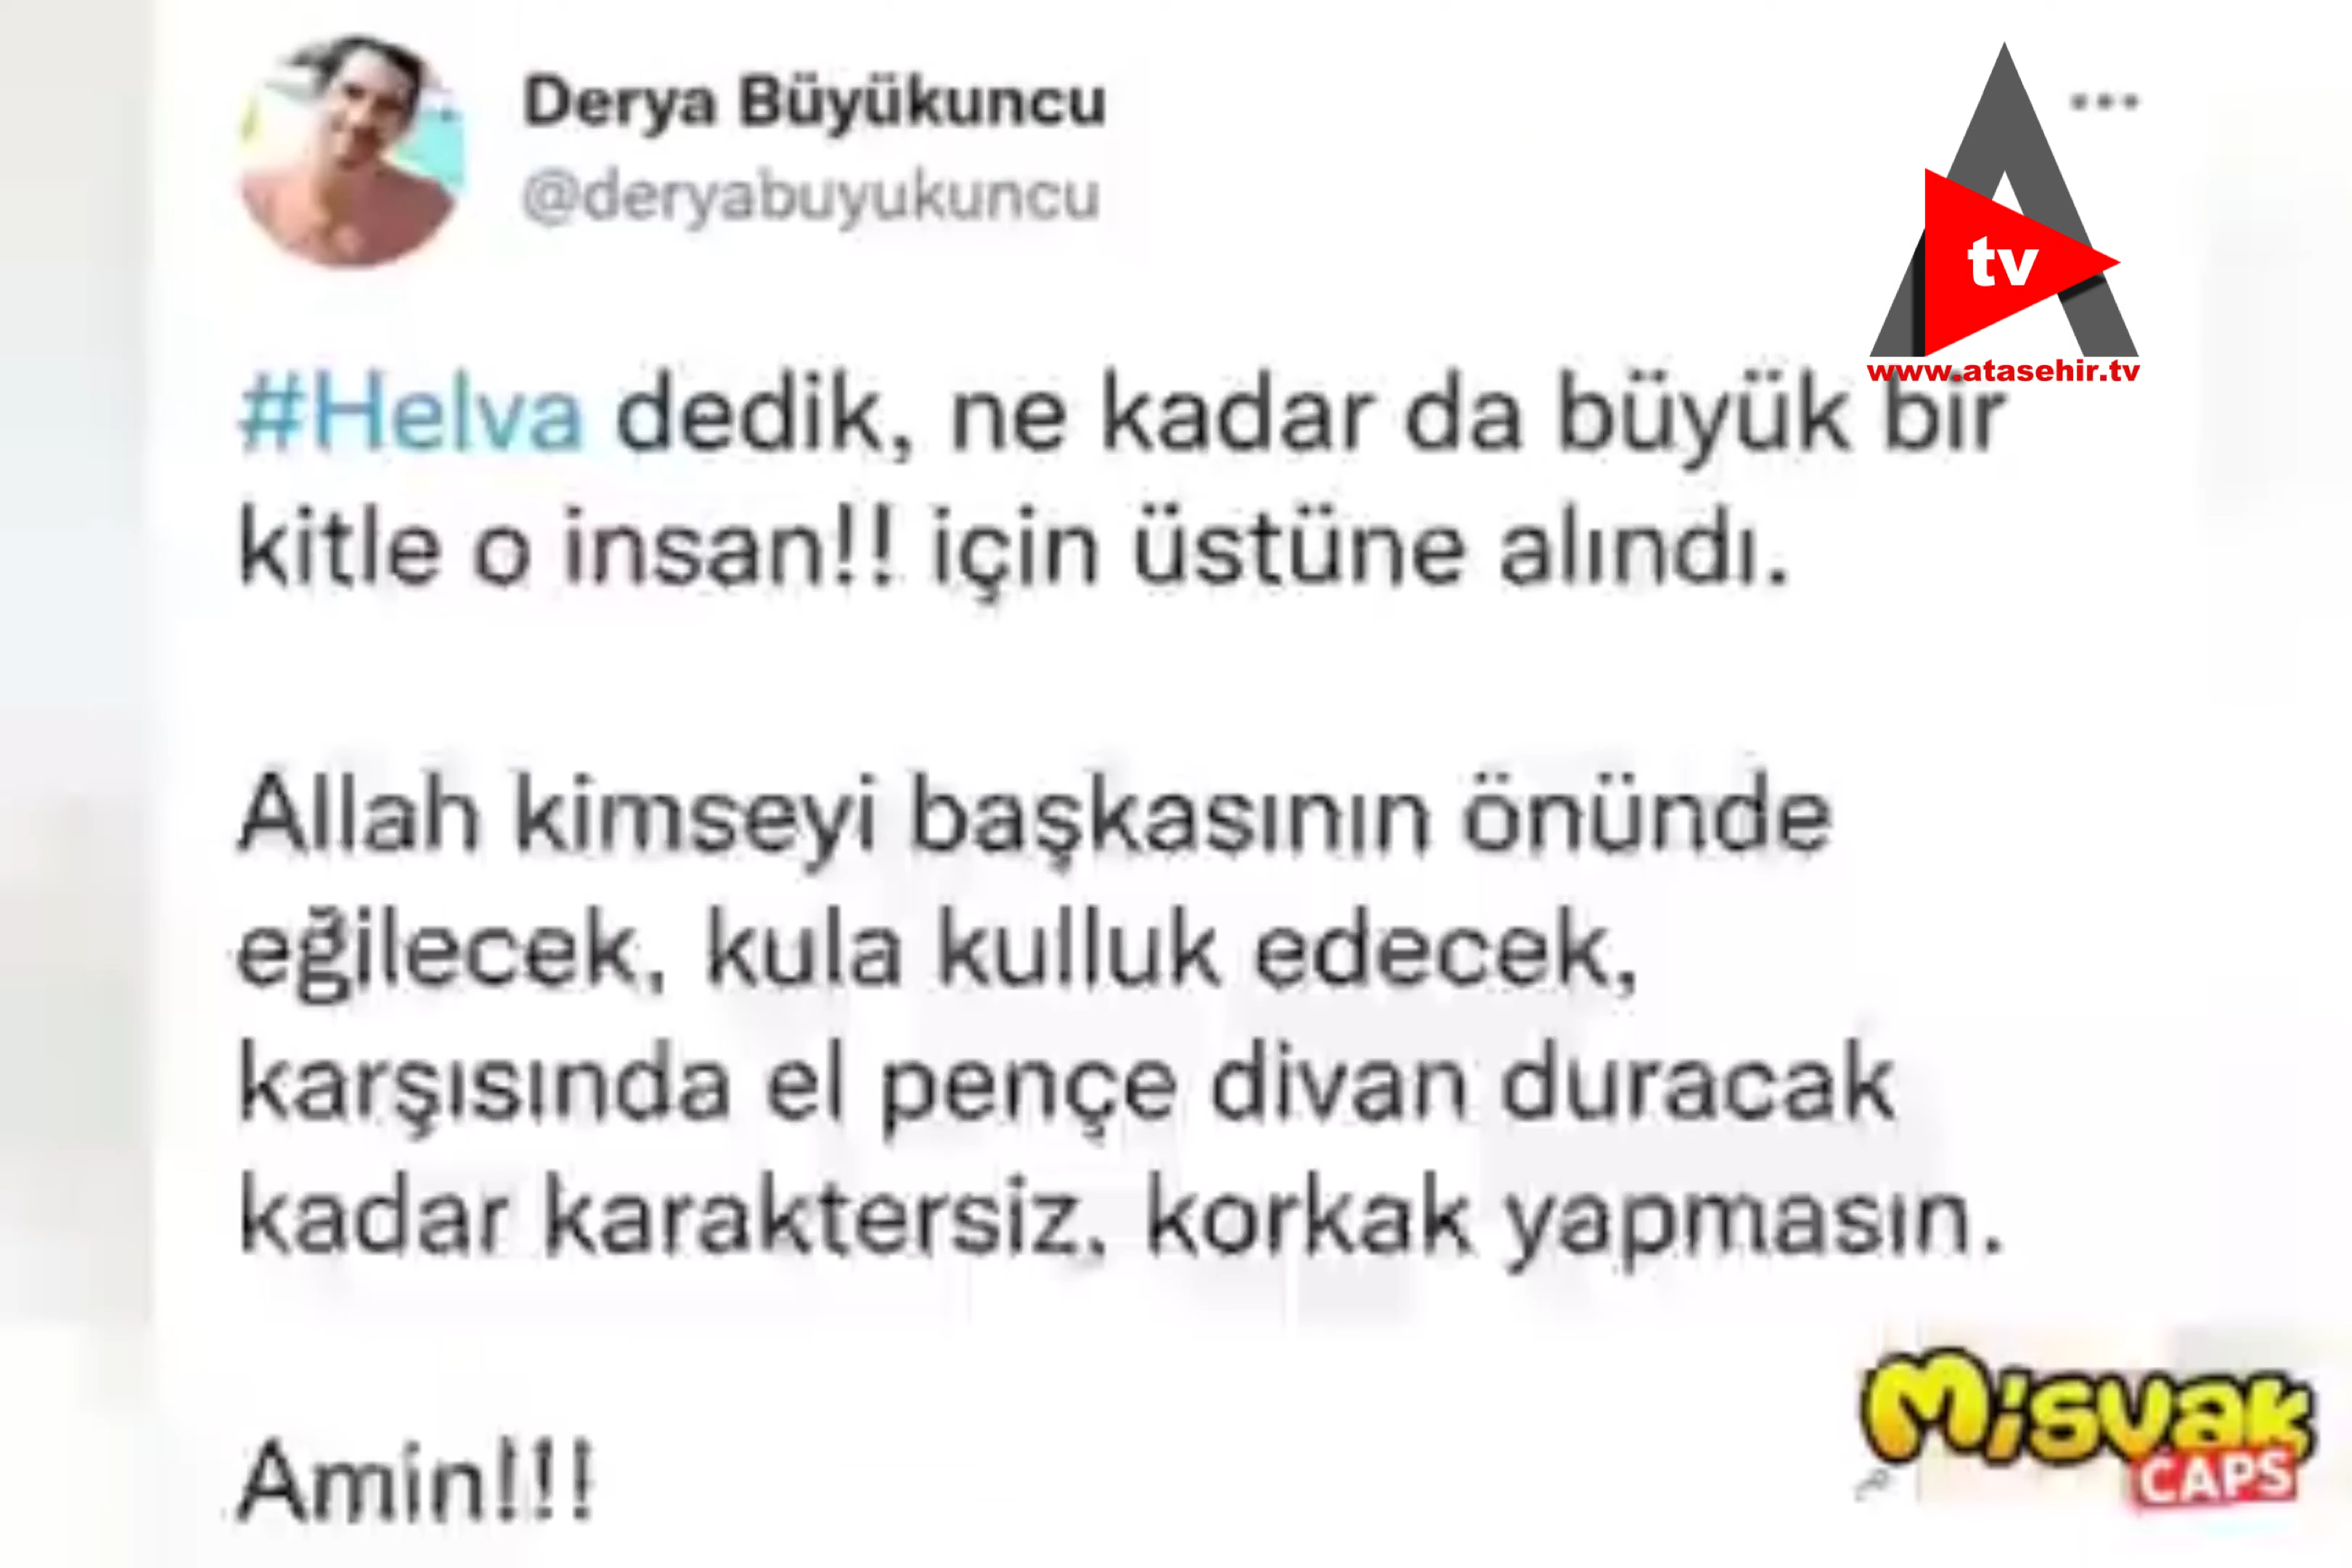 Derya Büyükuncu
@deryabuyukuncu
tv
www.atasehir.tv
#Helva dedik, ne kadar da büyük bir
kitle o insan!! için üstüne alındı.
Allah kimseyi başkasının önünde
eğilecek, kula kulluk edecek,
karşısında el pençe divan duracak
kadar karaktersiz, korkak yapmasın.
Amin!!!
Misvak
CAPS